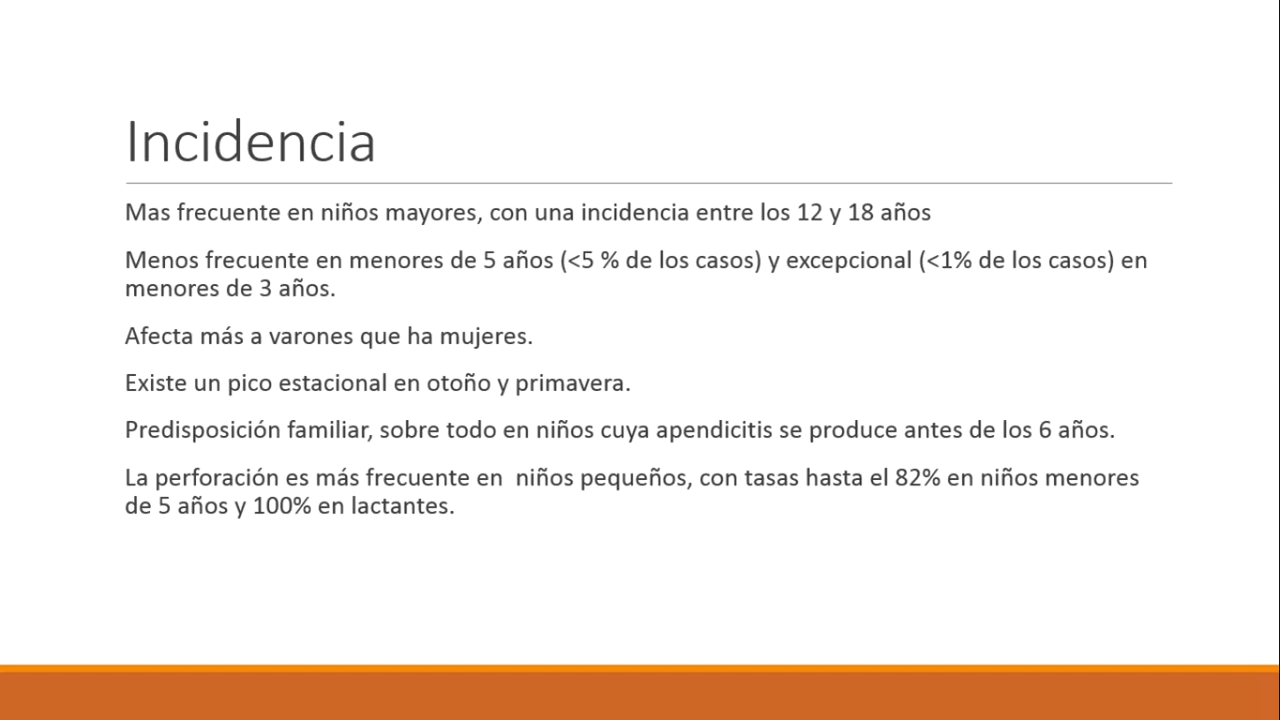 Incidencia
Mas frecuente en niños mayores, con una incidencia entre los 12 y 18 años
Menos frecuente en menores de 5 años (<5 % de los casos) y excepcional (<1% de los casos) en
menores de 3 años.
Afecta más a varones que ha mujeres.
Existe un pico estacional en otoño y primavera.
Predisposición familiar, sobre todo en niños cuya apendicitis se produce antes de los 6 años.
La perforación es más frecuente en  niños pequeños, con tasas hasta el 82% en niños menores
de 5 años y 100% en lactantes.